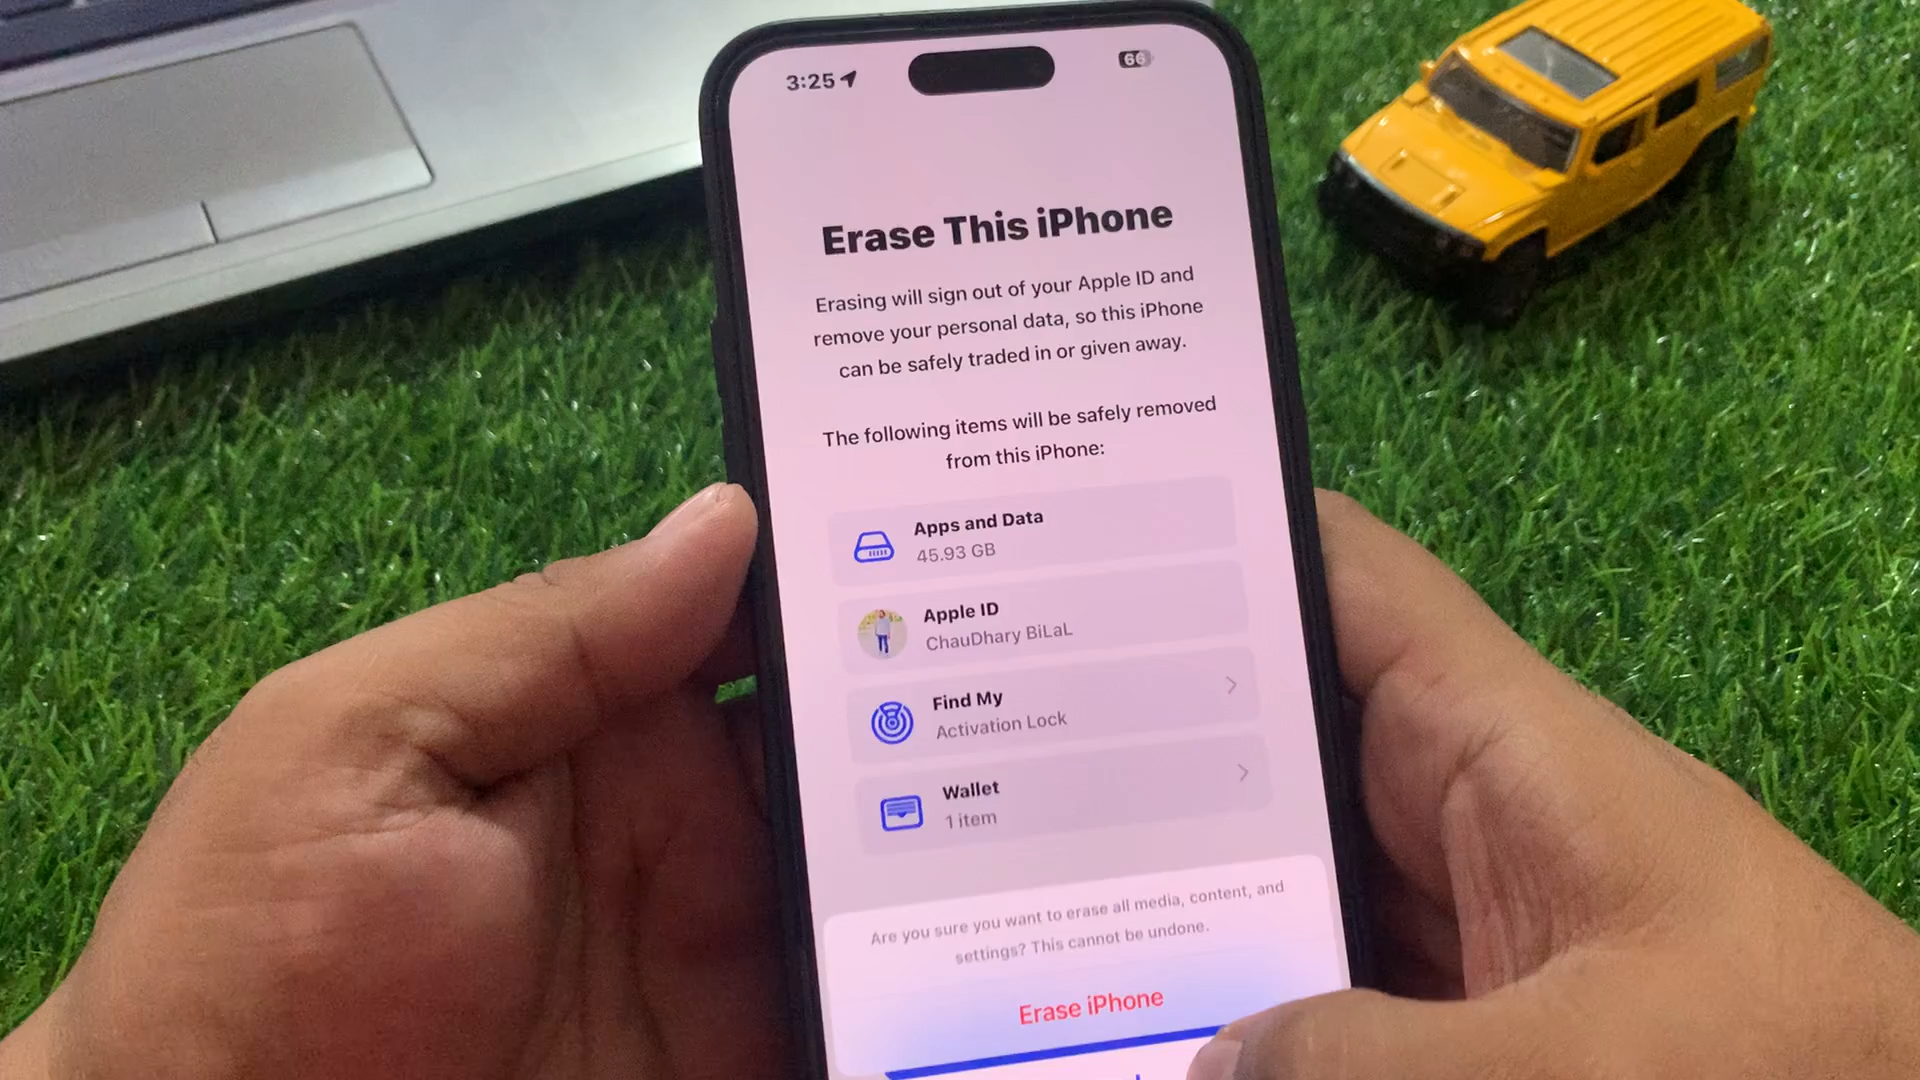 3:25
66
Erase This iPhone
Erasing will sign out of your Apple ID and
remove your personal data, so this iPhone
can be safely traded in or given away.
The following items will be safely removed
from this iPhone:
Apps and Data
45.93 GB
Apple ID
ChauDhary BiLaL
Find My
Activation Lock
Wallet
1 item
Are you sure you want to erase all media, content, and
settings? This cannot be undone.
Erase iPhone